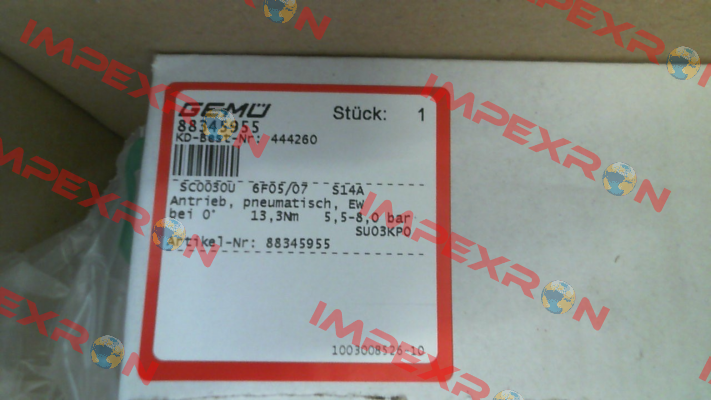 GEMÜ
Stück: 1
88345955
KD-Best-Nr: 444260
SC0030U 6F05/07 S14A
Antrieb, pneumatisch, EW
bei 0° 13,3Nm 5,5-8,0 bar
SU03KP0
Artikel-Nr: 88345955
1003008526-10
IMPEXRON
IMPEXRON
IMPEXRON
IMPEXRON
IMPEXRON
IMPEXRON